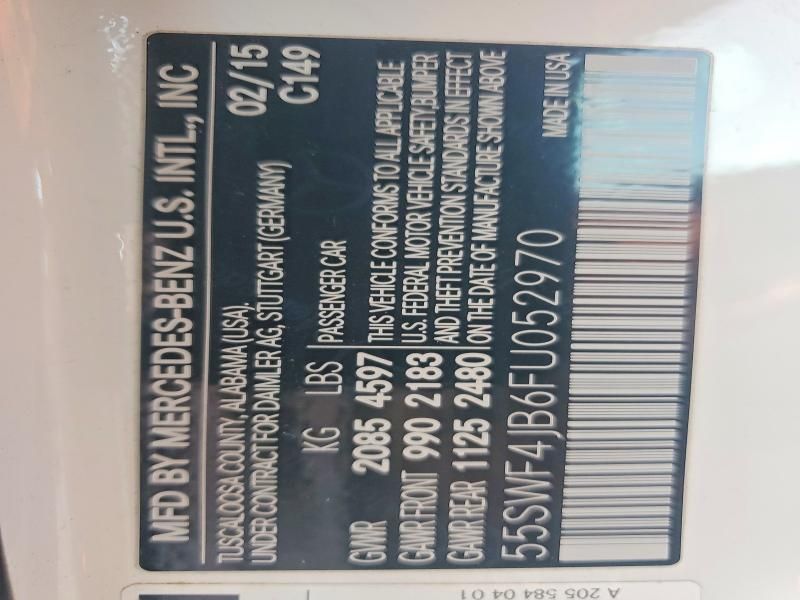 MFD BY MERCEDES-BENZ U.S. INTL., INC
TUSCALOOSA COUNTY, ALABAMA (USA). 02/15
UNDER CONTRACT FOR DAIMLER AG, STUTTGART (GERMANY) C149
KG LBS PASSENGER CAR
GVWR 2085 4597 THIS VEHICLE CONFORMS TO ALL APPLICABLE
GAWR FRONT 990 2183 U.S. FEDERAL MOTOR VEHICLE SAFETY,BUMPER
GAWR REAR 1125 2480 AND THEFT PREVENTION STANDARDS IN EFFECT
ON THE DATE OF MANUFACTURE SHOWN ABOVE
55SWF4JB6FU052970 MADE IN USA
A 205 584 04 01